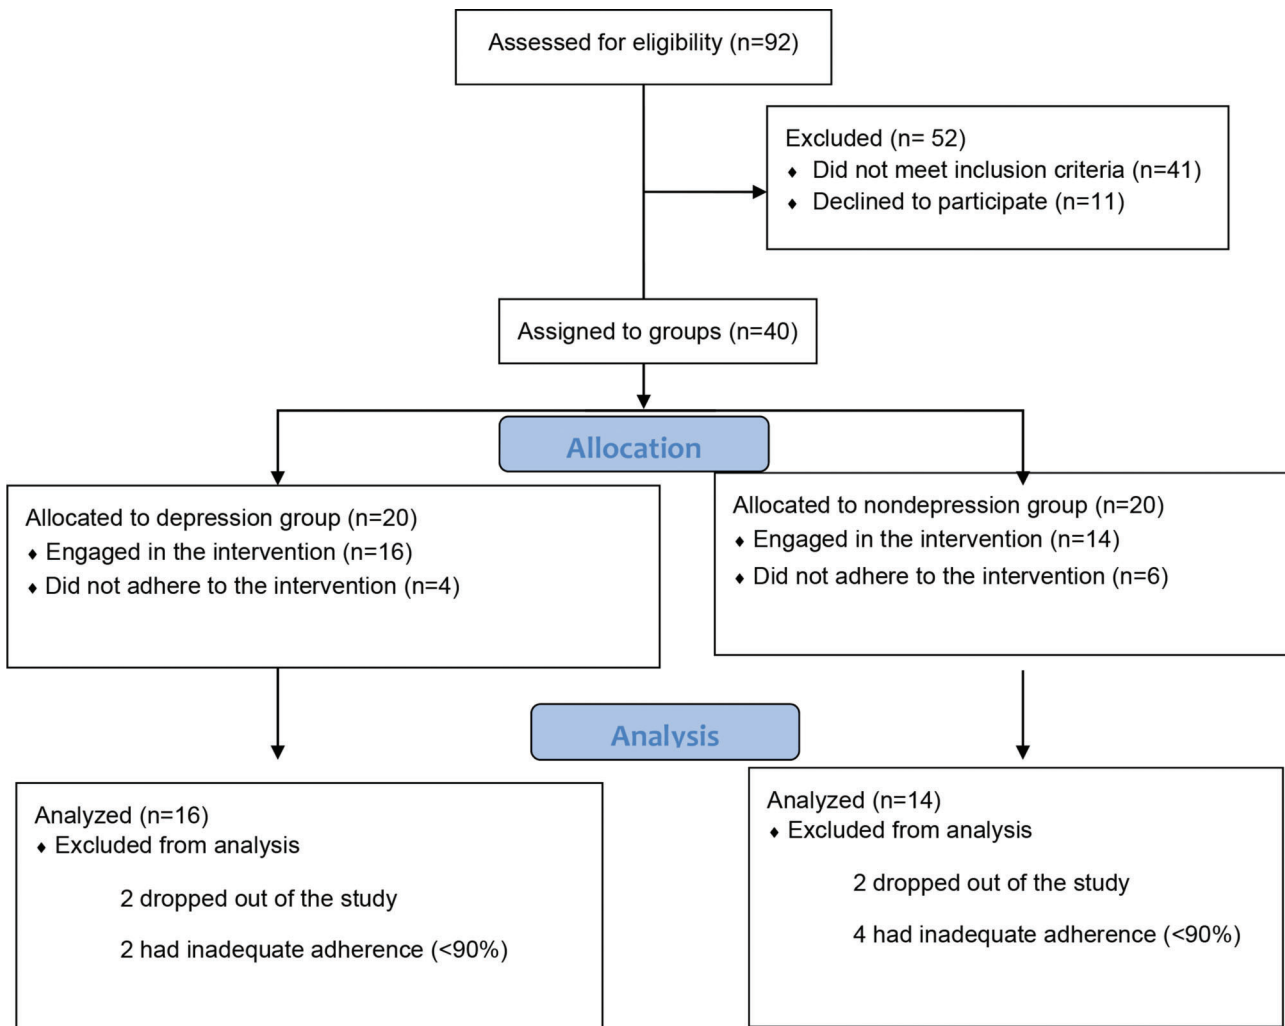 Assessed for eligibility (n=92)
Excluded (n= 52)
♦ Did not meet inclusion criteria (n=41)
♦ Declined to participate (n=11)
Assigned to groups (n=40)
Allocation
Allocated to depression group (n=20)
♦ Engaged in the intervention (n=16)
♦ Did not adhere to the intervention (n=4)
Allocated to nondepression group (n=20)
♦ Engaged in the intervention (n=14)
♦ Did not adhere to the intervention (n=6)
Analysis
Analyzed (n=16)
♦ Excluded from analysis
2 dropped out of the study
2 had inadequate adherence (<90%)
Analyzed (n=14)
♦ Excluded from analysis
2 dropped out of the study
4 had inadequate adherence (<90%)